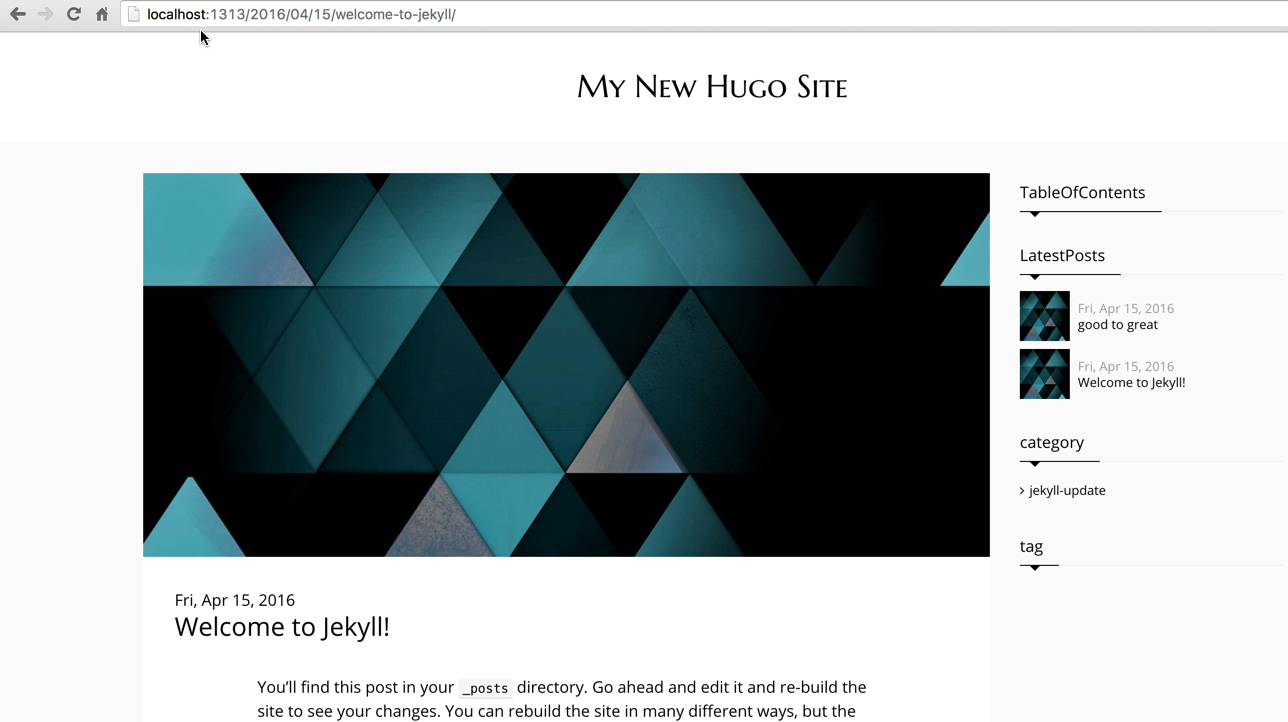 localhost:1313/2016/04/15/welcome-to-jekyll/
My New Hugo Site
Fri, Apr 15, 2016
Welcome to Jekyll!
You’ll find this post in your _posts directory. Go ahead and edit it and re-build the
site to see your changes. You can rebuild the site in many different ways, but the
TableOfContents
LatestPosts
Fri, Apr 15, 2016
good to great
Fri, Apr 15, 2016
Welcome to Jekyll!
category
jekyll-update
tag